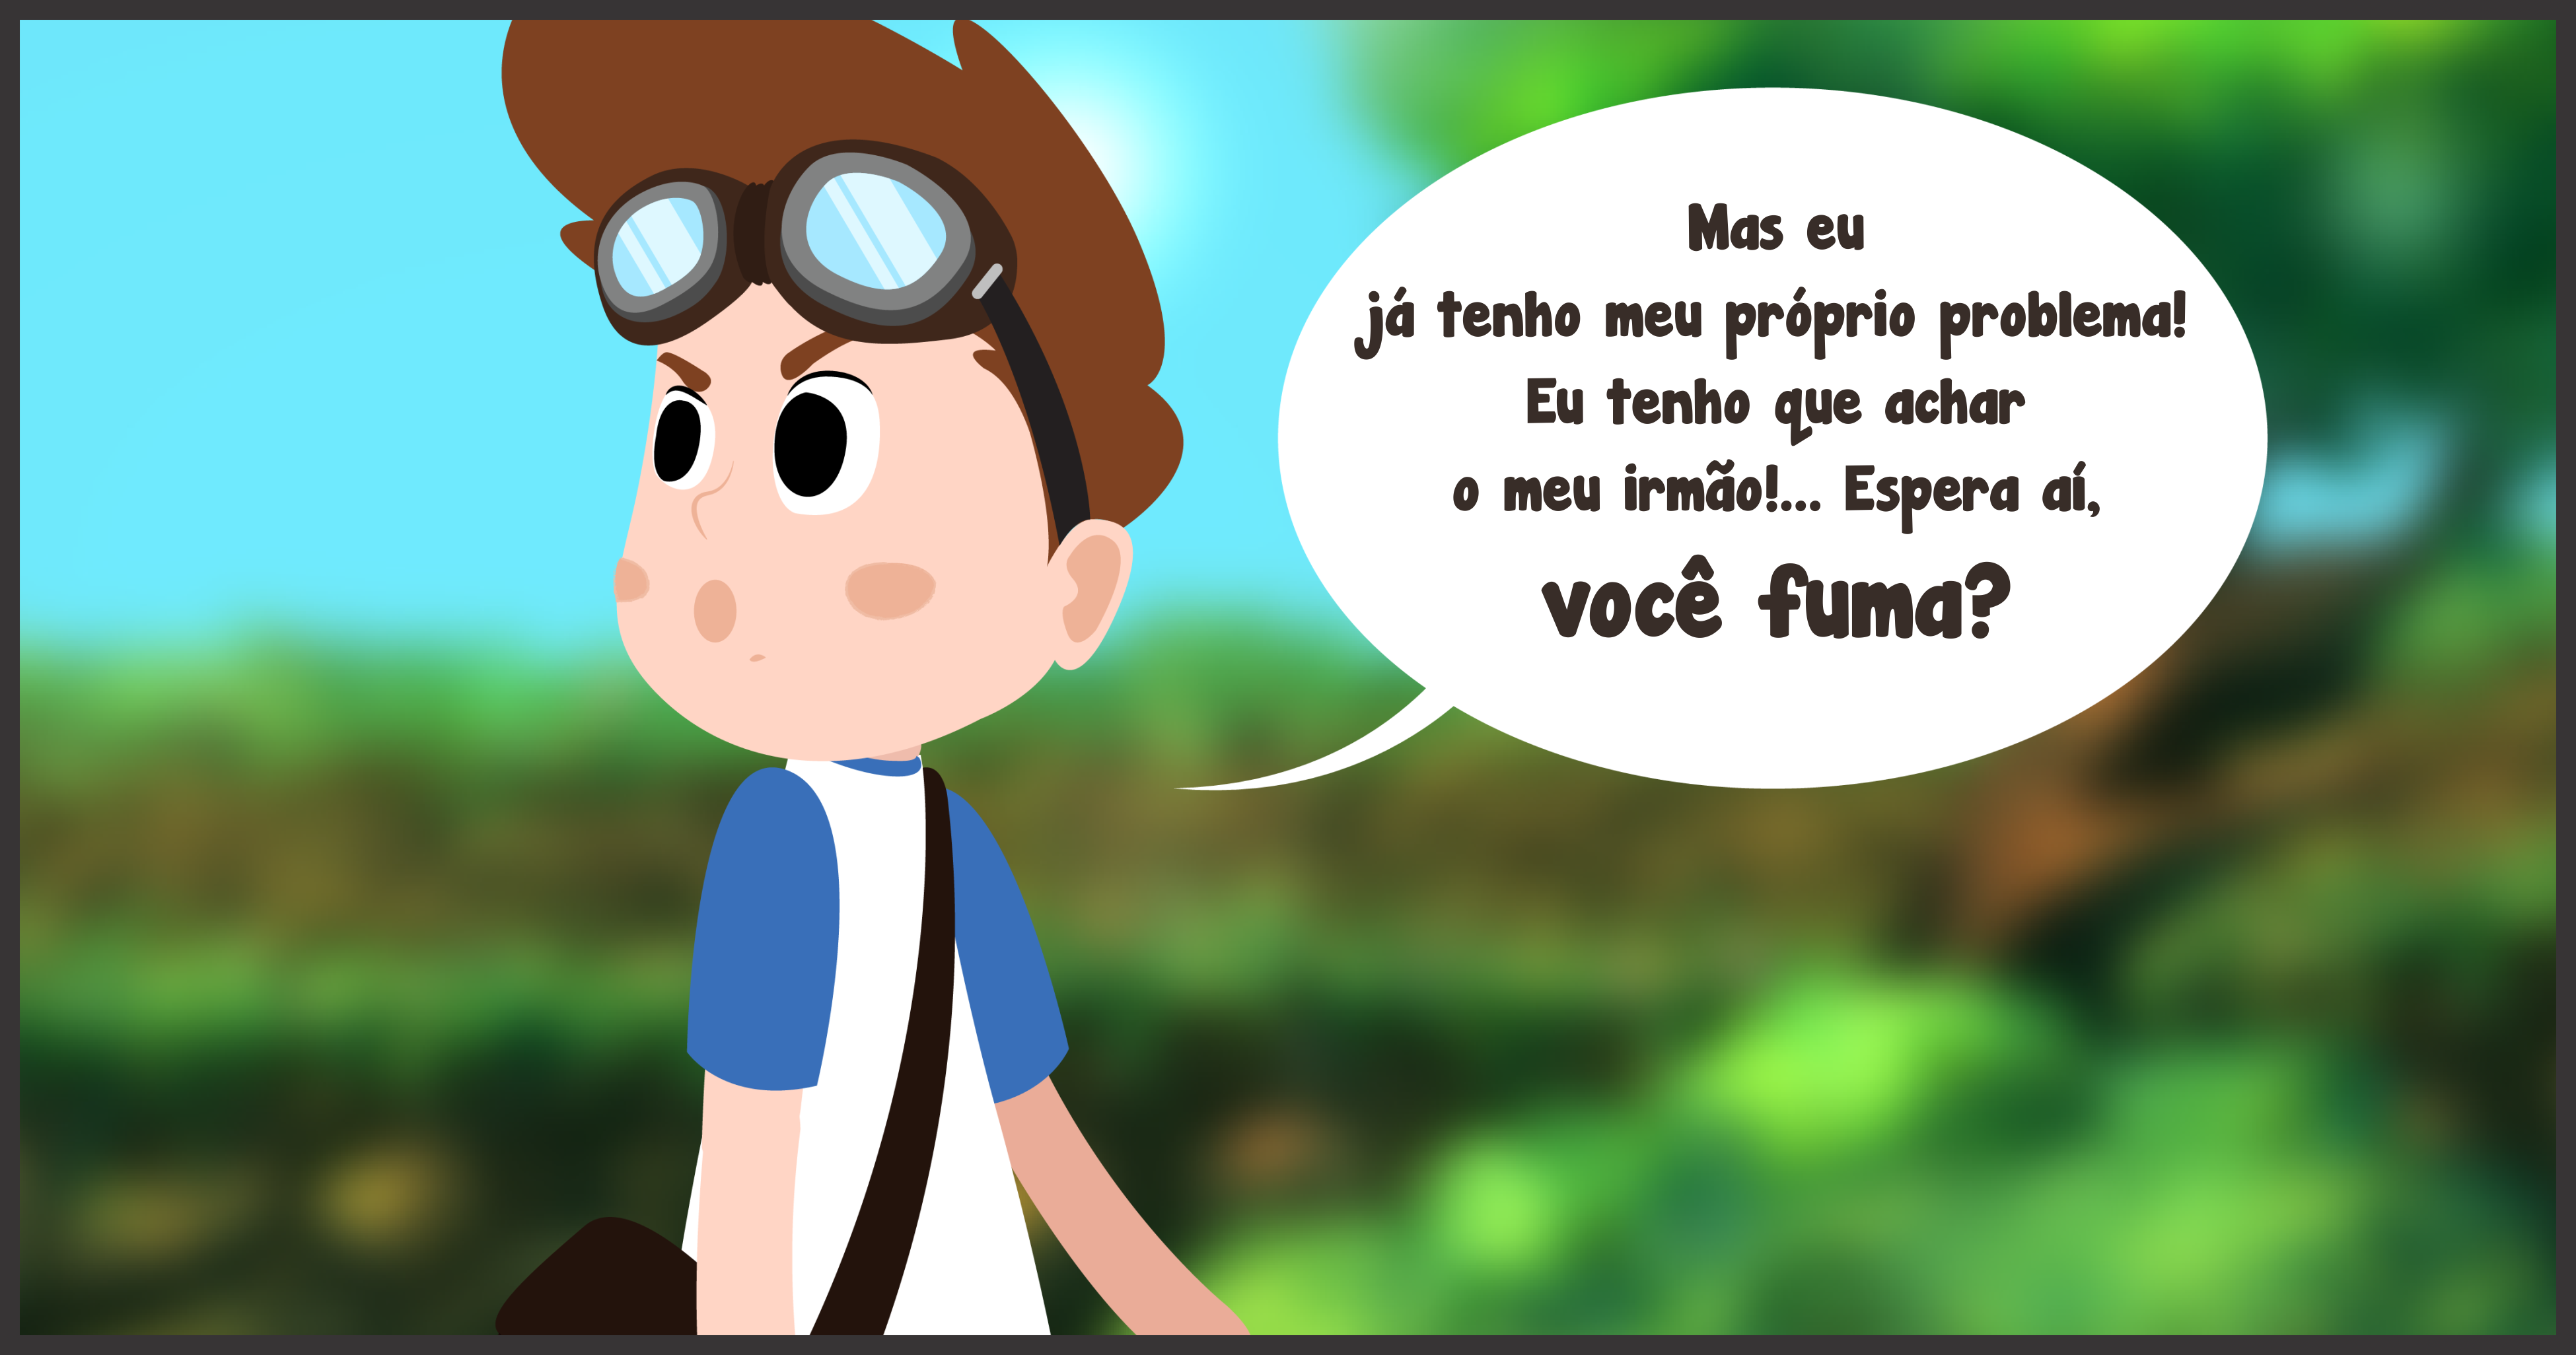 Mas eu
já tenho meu próprio problema!
Eu tenho que achar
o meu irmão!... Espera aí,
você fuma?